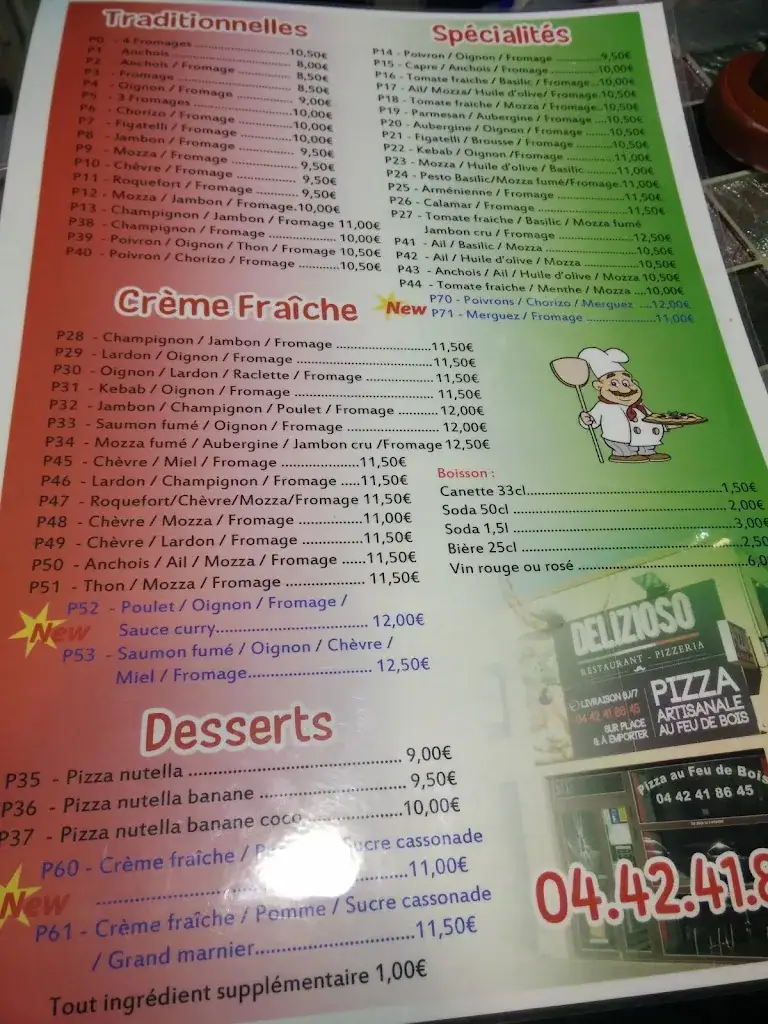 Traditionnelles
P0 - 4 Fromages ..........10,50€
P1 - Anchois .......... 8,00€
P2 - Anchois / Fromage .......... 8,50€
P3 - Fromage .......... 8,50€
P4 - Oignon / Fromage .......... 9,00€
P5 - 3 Fromages .......... 10,00€
P6 - Chorizo / Fromage .......... 10,00€
P7 - Figatelli / Fromage .......... 10,00€
P8 - Jambon / Fromage .......... 9,50€
P9 - Mozza / Fromage .......... 9,50€
P10 - Chèvre / Fromage .......... 9,50€
P11 - Roquefort / Fromage .......... 9,50€
P12 - Mozza / Jambon / Fromage.10,00€
P13 - Champignon / Jambon / Fromage 11,00€
P38 - Champignon / Fromage .......... 10,00€
P39 - Poivron / Oignon / Thon / Fromage 10,50€
P40 - Poivron / Chorizo / Fromage ..........10,50€
Spécialités
P14 - Poivron / Oignon / Fromage ..........9,50€
P15 - Capre / Anchois / Fromage ..........10,00€
P16 - Tomate fraiche / Basilic / Fromage..10,00€
P17 - Ail/ Mozza/ Huile d'olive/ Fromage.10,50€
P18 - Tomate fraiche / Mozza / Fromage..10,50€
P19 - Parmesan / Aubergine / Fromage ....10,50€
P20 - Aubergine / Oignon / Fromage ..........10,50€
P21 - Figatelli / Brousse / Fromage ..........10,50€
P22 - Kebab / Oignon /Fromage ..........11,00€
P23 - Mozza / Huile d'olive / Basilic..........11,00€
P24 - Pesto Basilic/Mozza fumé/Fromage.11,00€
P25 - Arménienne / Fromage ..........11,50€
P26 - Calamar / Fromage ..........11,50€
P27 - Tomate fraiche / Basilic / Mozza fumé
Jambon cru / Fromage ..........12,50€
P41 - Ail / Basilic / Mozza ..........10,50€
P42 - Ail / Huile d'olive / Mozza ..........10,50€
P43 - Anchois / Ail / Huile d'olive / Mozza 10,50€
P44 - Tomate fraiche / Menthe / Mozza ....10,00€
New
P70 - Poivrons / Chorizo / Merguez ....12,00€
P71 - Merguez / Fromage ..........11,00€
Crème Fraîche
P28 - Champignon / Jambon / Fromage ..........11,50€
P29 - Lardon / Oignon / Fromage ..........11,50€
P30 - Oignon / Lardon / Raclette / Fromage .......... 11,50€
P31 - Kebab / Oignon / Fromage .......... 11,50€
P32 - Jambon / Champignon / Poulet / Fromage .......... 12,00€
P33 - Saumon fumé / Oignon / Fromage .......... 12,00€
P34 - Mozza fumé / Aubergine / Jambon cru /Fromage 12,50€
P45 - Chèvre / Miel / Fromage ..........11,50€
P46 - Lardon / Champignon / Fromage .....11,50€
P47 - Roquefort/Chèvre/Mozza/Fromage 11,50€
P48 - Chèvre / Mozza / Fromage .......... 11,00€
P49 - Chèvre / Lardon / Fromage .......... 11,50€
P50 - Anchois / Ail / Mozza / Fromage ......11,50€
P51 - Thon / Mozza / Fromage .......... 11,50€
New
P52 - Poulet / Oignon / Fromage /
Sauce curry.......... 12,00€
P53 - Saumon fumé / Oignon / Chèvre /
Miel / Fromage.......... 12,50€
Boisson :
Canette 33cl..........1,50€
Soda 50cl ..........2,00€
Soda 1,5l ..........3,00€
Bière 25cl ..........2,50
Vin rouge ou rosé ..........6,0
DELIZIOSO
RESTAURANT - PIZZERIA
LIVRAISON 6J/7
04 42 41 86 45
SUR PLACE
& À EMPORTER
PIZZA
ARTISANALE
AU FEU DE BOIS
Pizza au Feu de Bois
04 42 41 86 45
04.42.41.8
Desserts
P35 - Pizza nutella .......... 9,00€
P36 - Pizza nutella banane .......... 9,50€
P37 - Pizza nutella banane coco ..........10,00€
New
P60 - Crème fraîche / Sucre cassonade
..........11,00€
P61 - Crème fraîche / Pomme / Sucre cassonade
/ Grand marnier..........11,50€
Tout ingrédient supplémentaire 1,00€